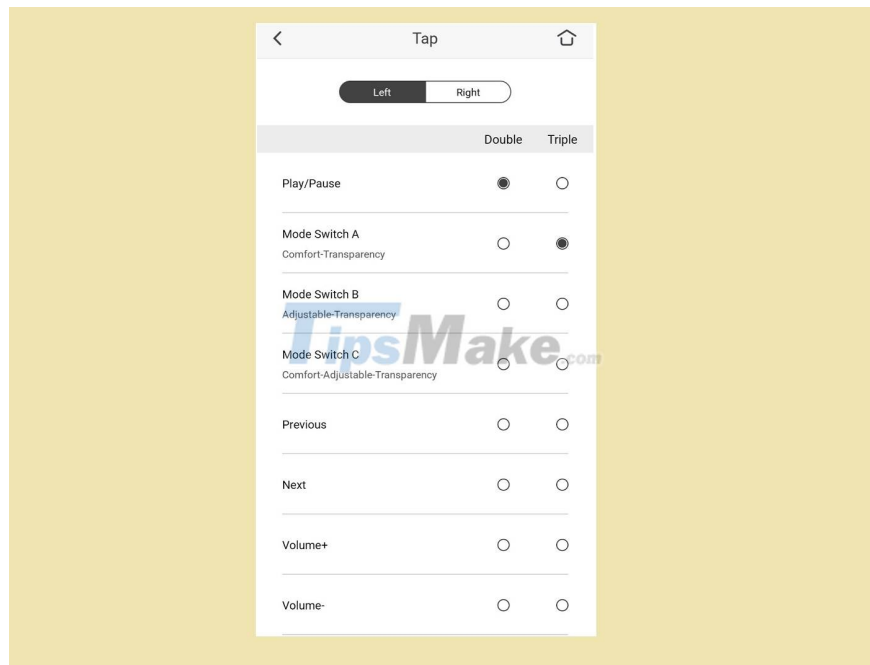 Tap
Left Right
Double Triple
Play/Pause
Mode Switch A
Comfort-Transparency
Mode Switch B
Adjustable-Transparency
TipsMake.com
Mode Switch C
Comfort-Adjustable-Transparency
Previous
Next
Volume+
Volume-